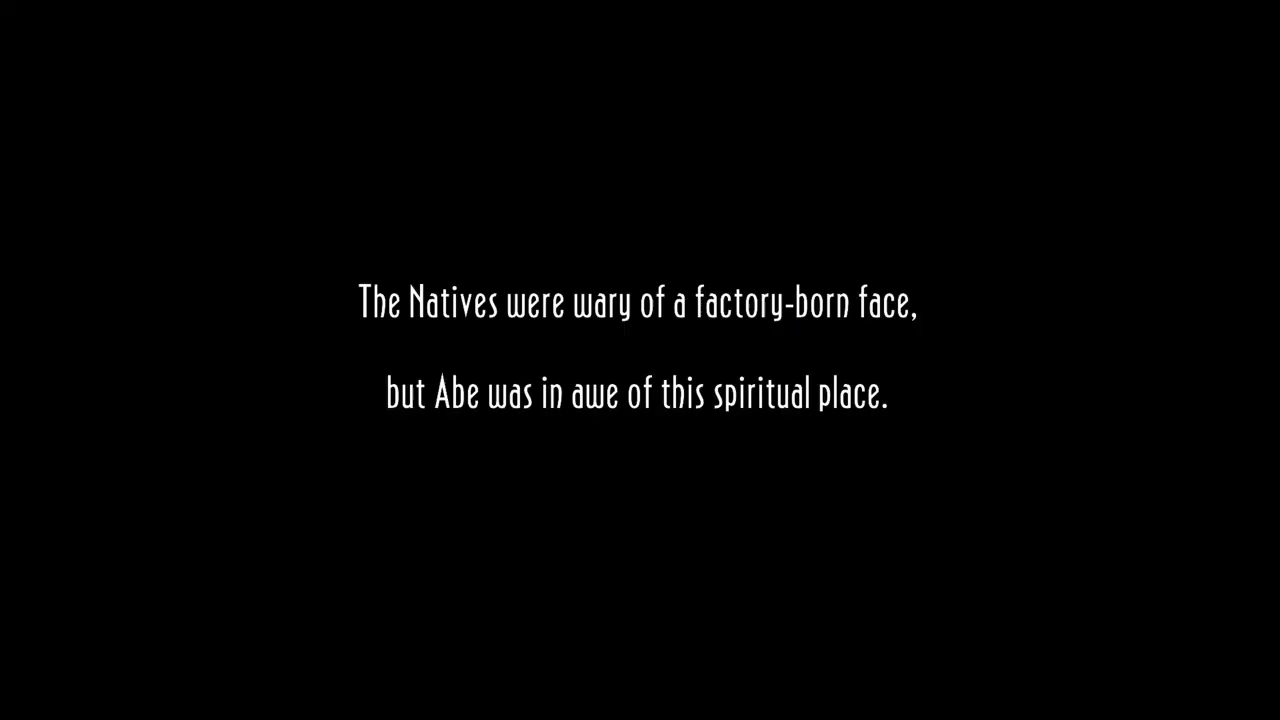 The Natives were wary of a factory-born face,
but Abe was in awe of this spiritual place.